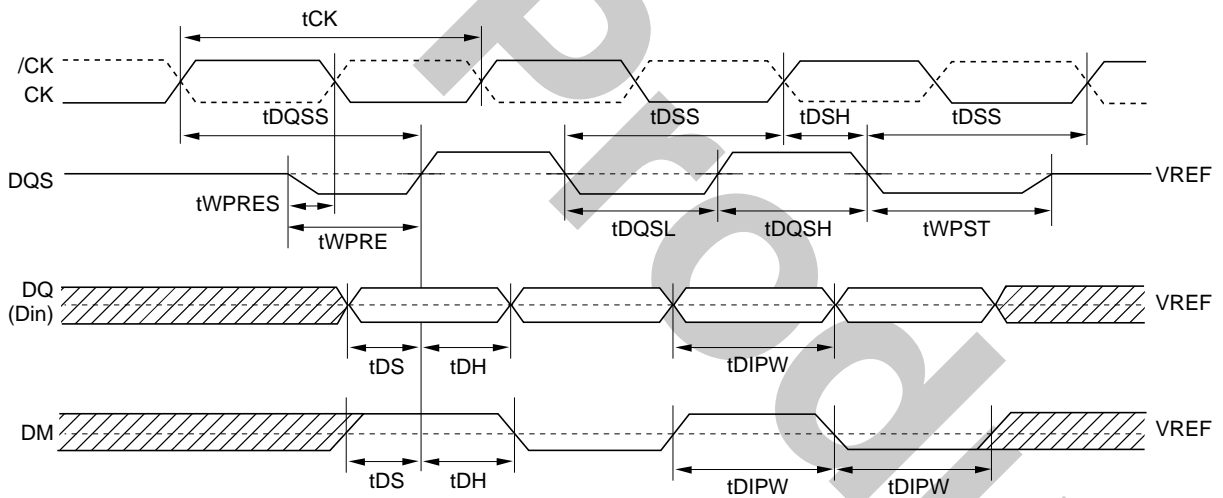 tCK
/CK
CK
tDQSS
tDSS
tDSH
tDSS
DQS
VREF
tWPRES
tDQSL
tDQSH
tWPST
tWPRE
DQ
(Din)
VREF
tDS
tDH
tDIPW
DM
VREF
tDS
tDH
tDIPW
tDIPW